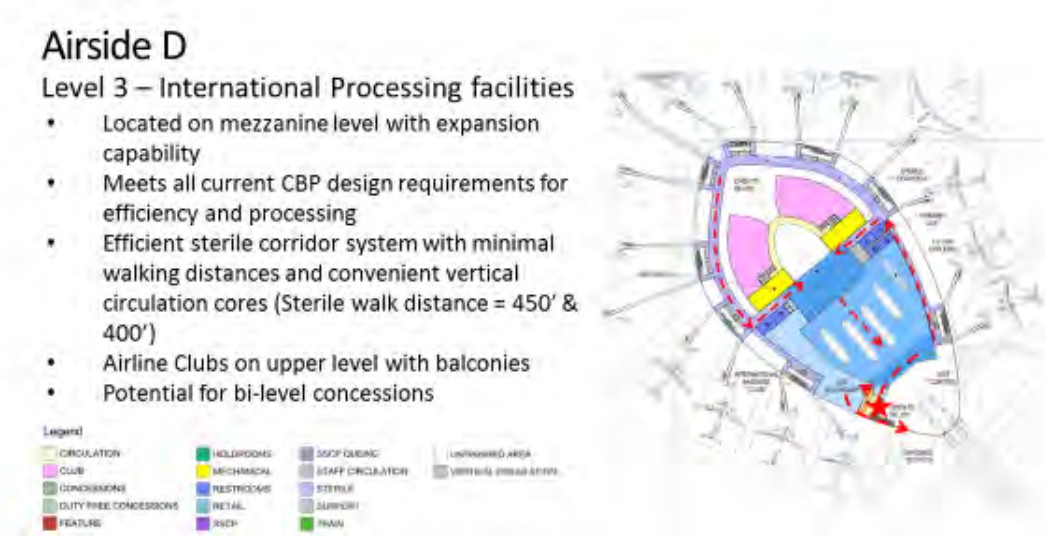 Airside D
Level 3 – International Processing facilities
• Located on mezzanine level with expansion
capability
• Meets all current CBP design requirements for
efficiency and processing
• Efficient sterile corridor system with minimal
walking distances and convenient vertical
circulation cores (Sterile walk distance = 450' &
400')
• Airline Clubs on upper level with balconies
• Potential for bi-level concessions
Legend
CIRCULATION
CLUB
CONCESSIONS
DUTY FREE CONCESSIONS
FEATURE
HOLDROOMS
MECHANICAL
RESTROOMS
RETAIL
SSCP
SSCP QUEUING
STAFF CIRCULATION
STERILE
SUPPORT
TRAIN
UNFINISHED AREA
VERTICAL CIRCULATION